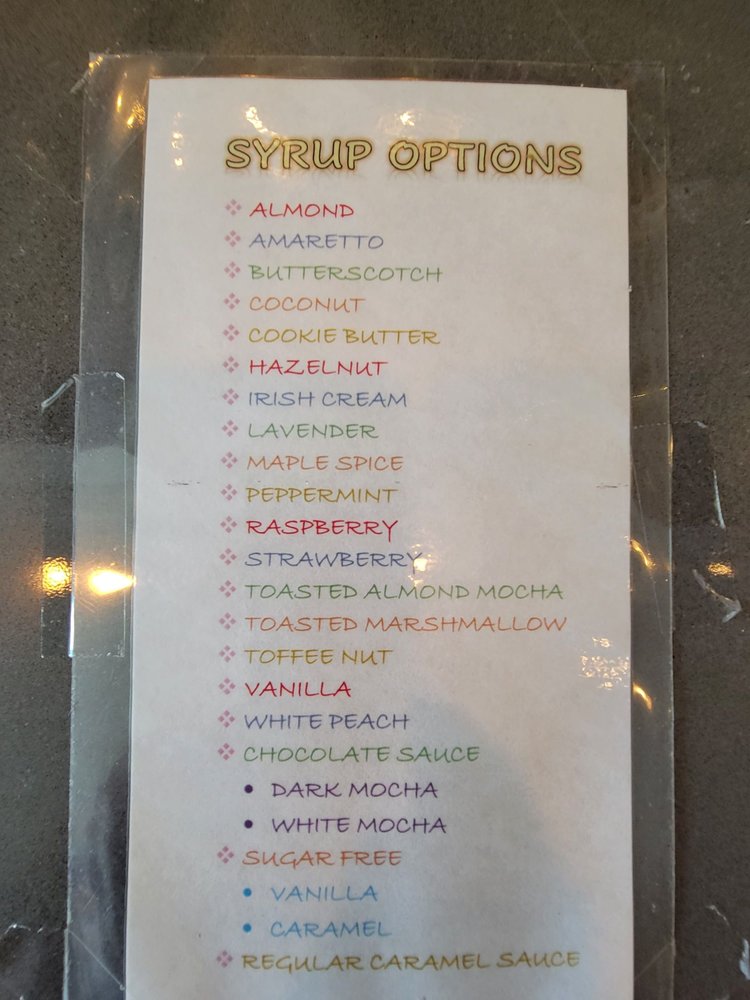 SYRUP OPTIONS
❖ ALMOND
❖ AMARETTO
❖ BUTTERSCOTCH
❖ COCONUT
❖ COOKIE BUTTER
❖ HAZELNUT
❖ IRISH CREAM
❖ LAVENDER
❖ MAPLE SPICE
❖ PEPPERMINT
❖ RASPBERRY
❖ STRAWBERRY
❖ TOASTED ALMOND MOCHA
❖ TOASTED MARSHMALLOW
❖ TOFFEE NUT
❖ VANILLA
❖ WHITE PEACH
❖ CHOCOLATE SAUCE
• DARK MOCHA
• WHITE MOCHA
❖ SUGAR FREE
• VANILLA
• CARAMEL
❖ REGULAR CARAMEL SAUCE